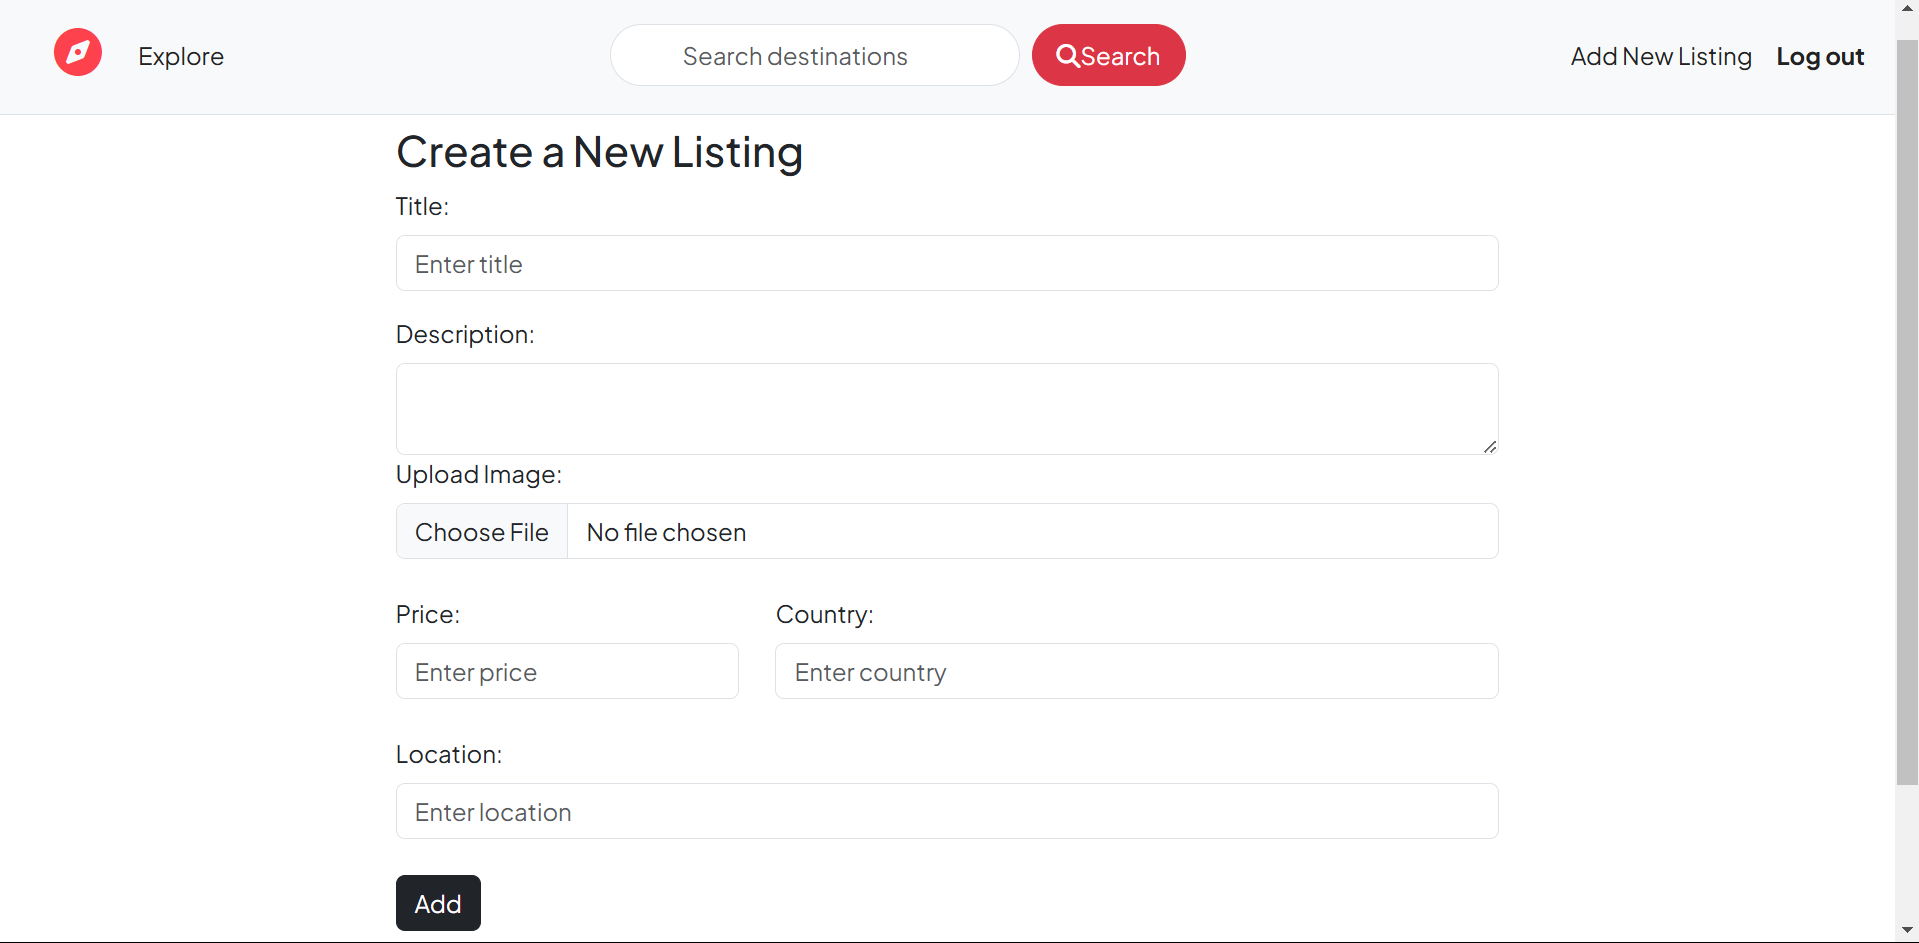 Explore
Search destinations
Search
Add New Listing
Log out
Create a New Listing
Title:
Enter title
Description:
Upload Image:
Choose File No file chosen
Price: Country:
Enter price Enter country
Location:
Enter location
Add